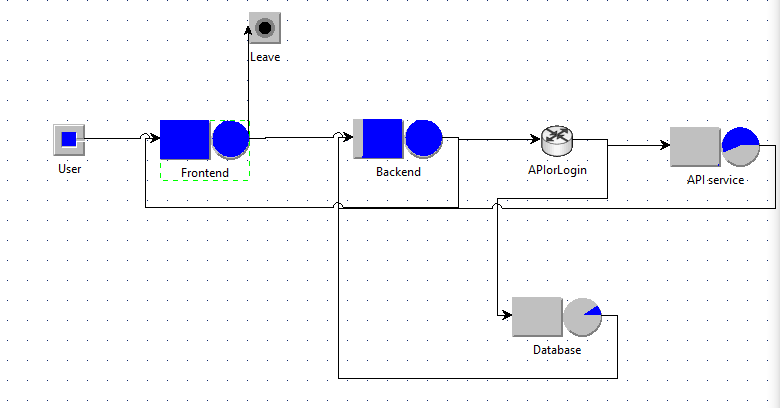 Leave
User
Frontend
Backend
APIorLogin
API service
Database